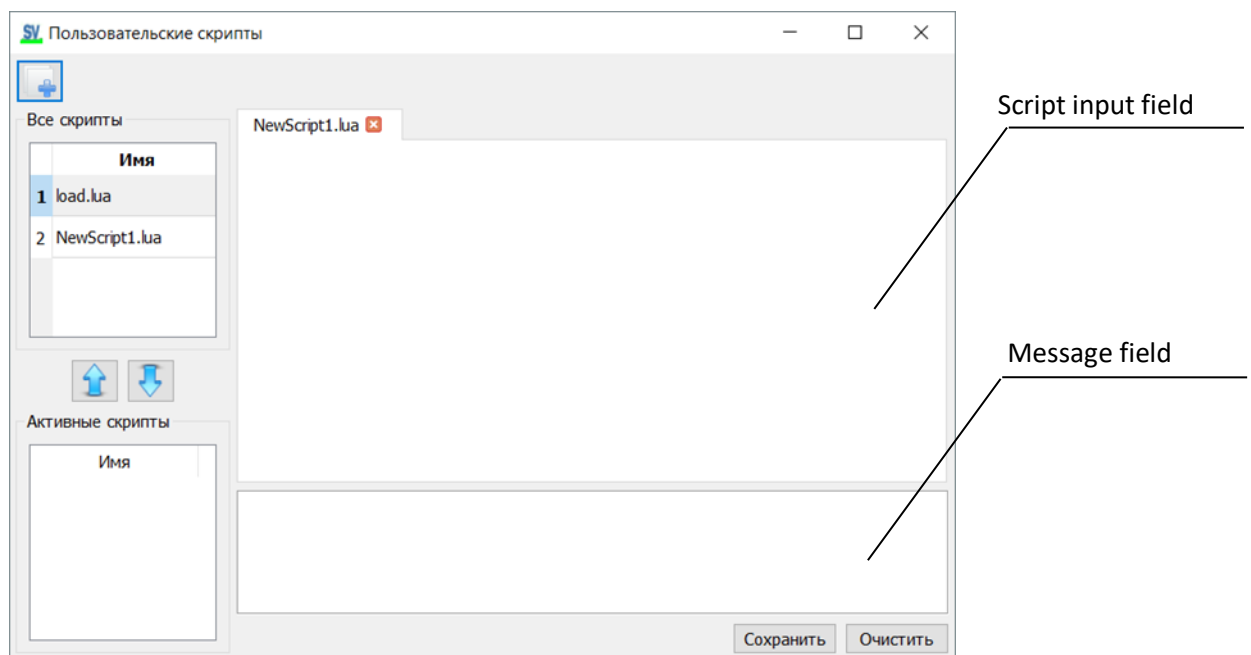 SV Пользовательские скрипты
Script input field
Все скрипты
NewScript1.lua
Имя
1 load.lua
2 NewScript1.lua
Message field
Активные скрипты
Имя
Сохранить Очистить